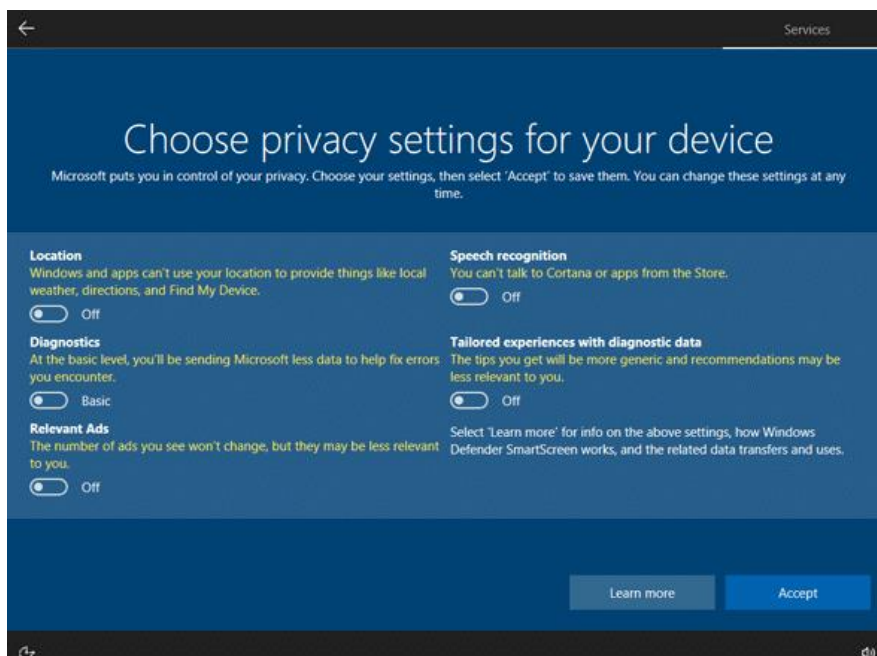 Services
Choose privacy settings for your device
Microsoft puts you in control of your privacy. Choose your settings, then select 'Accept' to save them. You can change these settings at any
time.
Location
Windows and apps can't use your location to provide things like local
weather, directions, and Find My Device.
Off
Diagnostics
At the basic level, you'll be sending Microsoft less data to help fix errors
you encounter.
Basic
Relevant Ads
The number of ads you see won't change, but they may be less relevant
to you.
Off
Speech recognition
You can't talk to Cortana or apps from the Store.
Off
Tailored experiences with diagnostic data
The tips you get will be more generic and recommendations may be
less relevant to you.
Off
Select 'Learn more' for info on the above settings, how Windows
Defender SmartScreen works, and the related data transfers and uses.
Learn more
Accept